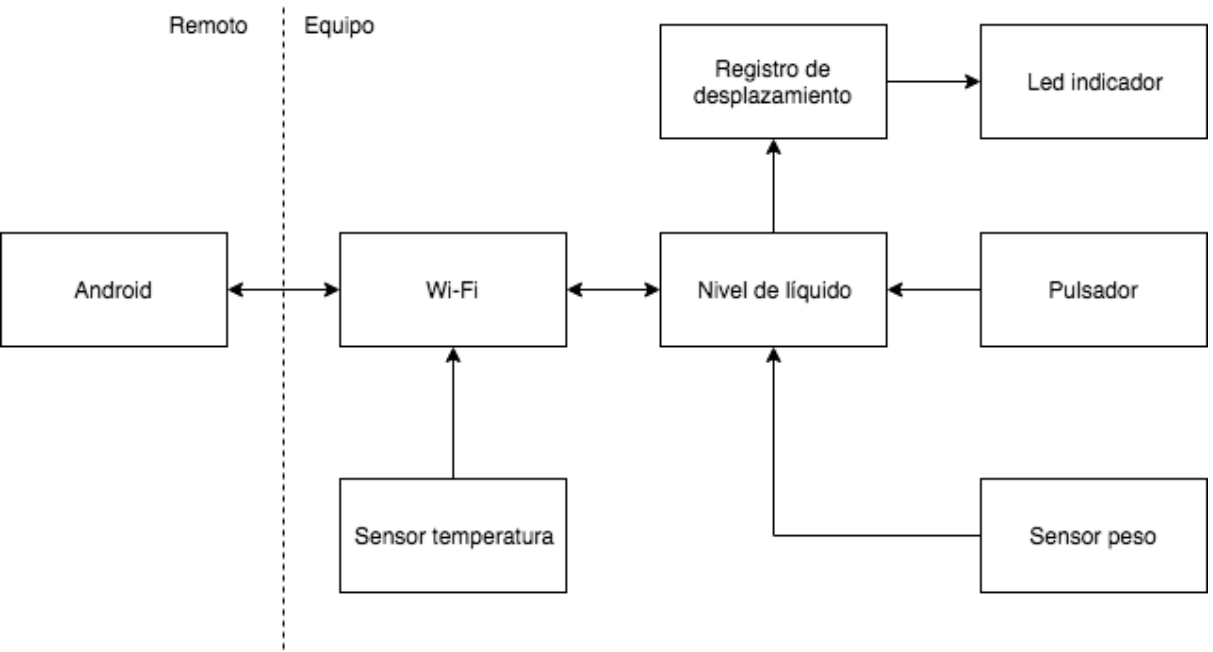 Remoto
Equipo
Registro de
desplazamiento
Led indicador
Android
Wi-Fi
Nivel de líquido
Pulsador
Sensor temperatura
Sensor peso